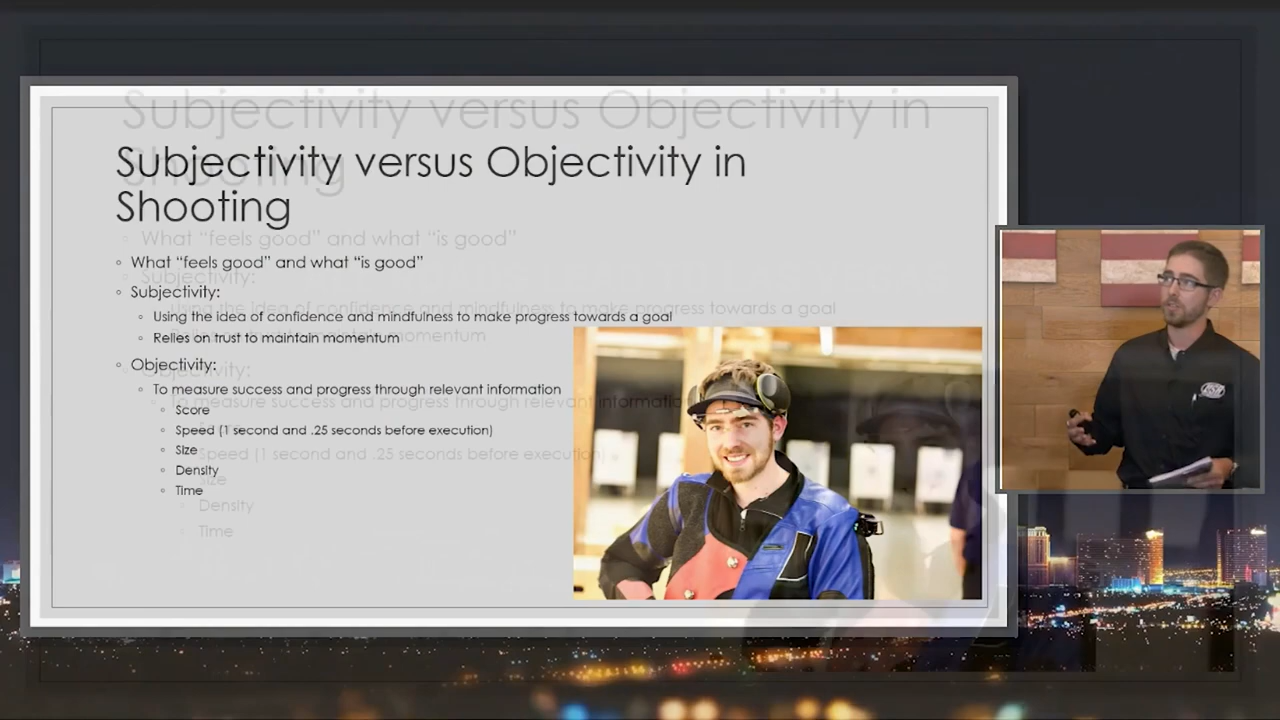 Subjectivity versus Objectivity in
Shooting
What “feels good” and what “is good”
Subjectivity:
Using the idea of confidence and mindfulness to make progress towards a goal
Relies on trust to maintain momentum
Objectivity:
To measure success and progress through relevant information
Score
Speed (1 second and .25 seconds before execution)
Size
Density
Time